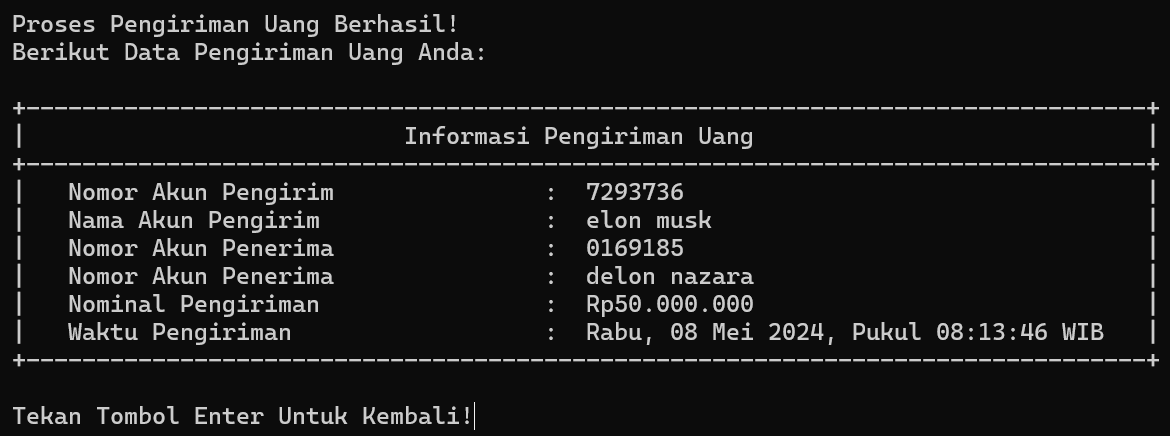 Proses Pengiriman Uang Berhasil!
Berikut Data Pengiriman Uang Anda:
Informasi Pengiriman Uang
Nomor Akun Pengirim : 7293736
Nama Akun Pengirim : elon musk
Nomor Akun Penerima : 0169185
Nomor Akun Penerima : delon nazara
Nominal Pengiriman : Rp50.000.000
Waktu Pengiriman : Rabu, 08 Mei 2024, Pukul 08:13:46 WIB
Tekan Tombol Enter Untuk Kembali!